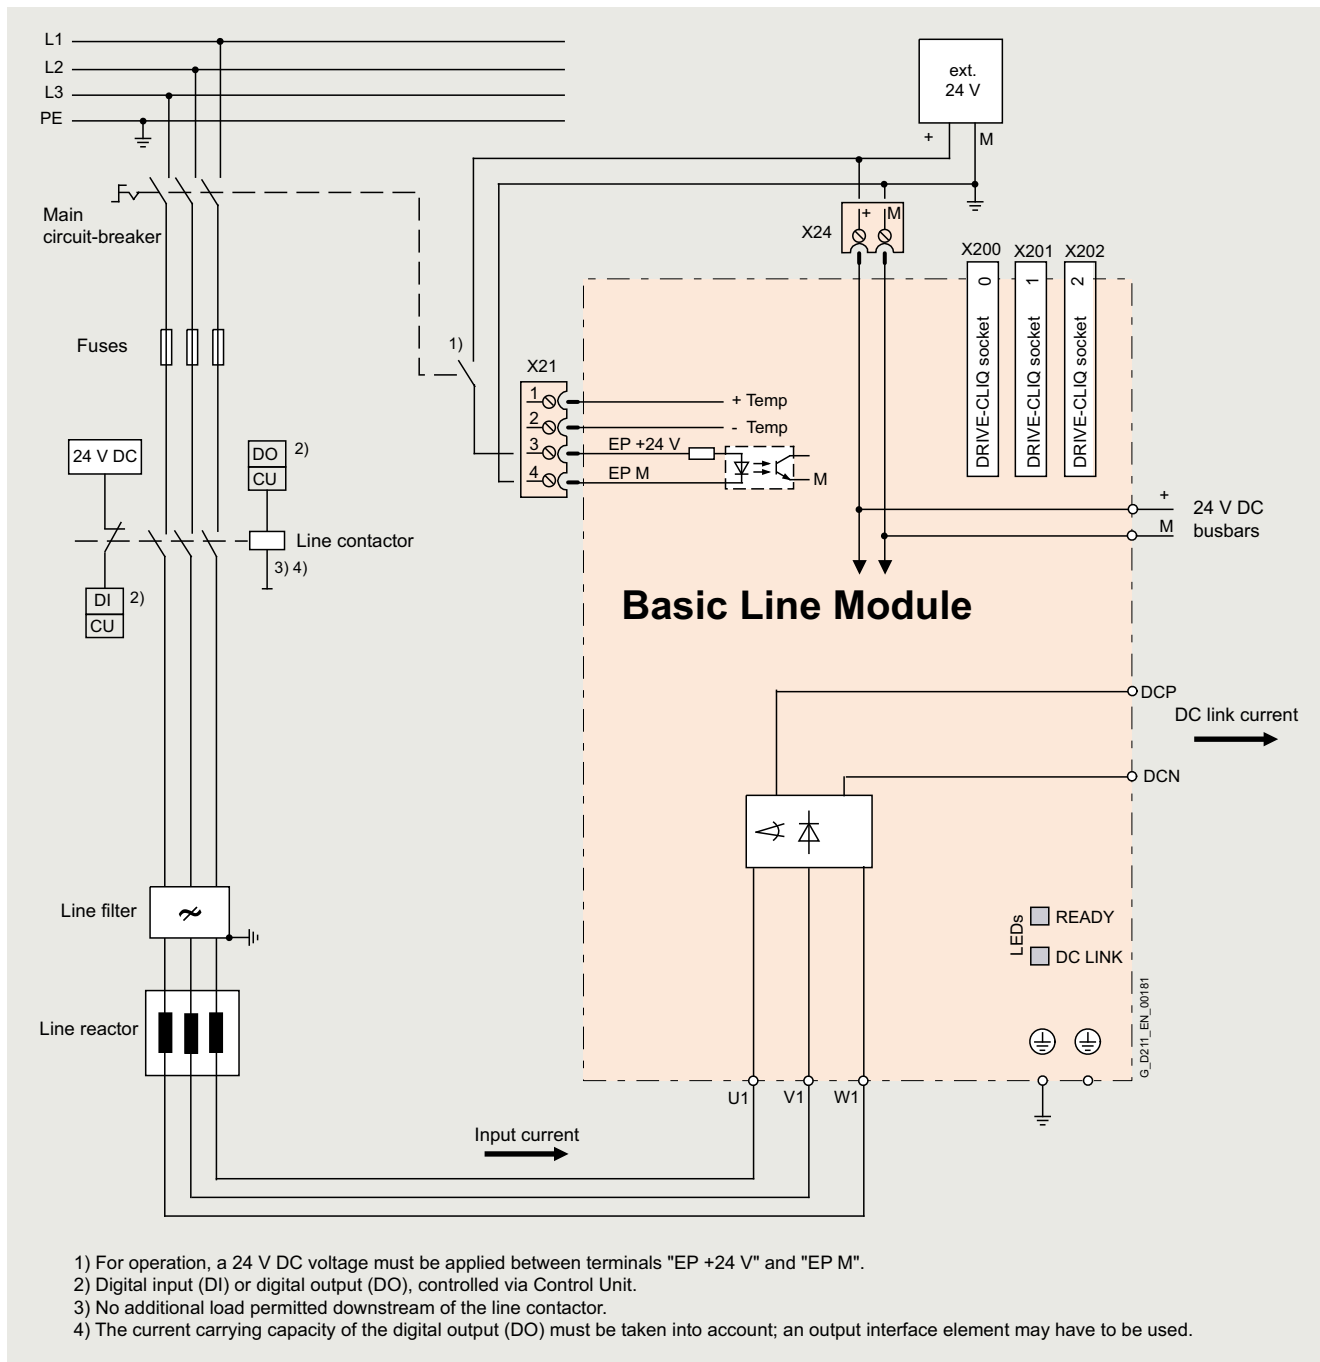 L1
L2
L3
PE
ext.
24 V
+
M
Main
circuit-breaker
X24
+
M
X200
X201
X202
DRIVE-CLiQ socket 0
DRIVE-CLiQ socket 1
DRIVE-CLiQ socket 2
Fuses
1)
X21
1
2
3
4
+ Temp
- Temp
EP +24 V
EP M
M
24 V DC
DO
CU
2)
Line contactor
3) 4)
DI
CU
2)
+
M
24 V DC
busbars
Basic Line Module
DCP
DC link current
DCN
Line filter
LEDs
READY
DC LINK
Line reactor
G_D211_EN_00181
U1
V1
W1
Input current
1) For operation, a 24 V DC voltage must be applied between terminals "EP +24 V" and "EP M".
2) Digital input (DI) or digital output (DO), controlled via Control Unit.
3) No additional load permitted downstream of the line contactor.
4) The current carrying capacity of the digital output (DO) must be taken into account; an output interface element may have to be used.